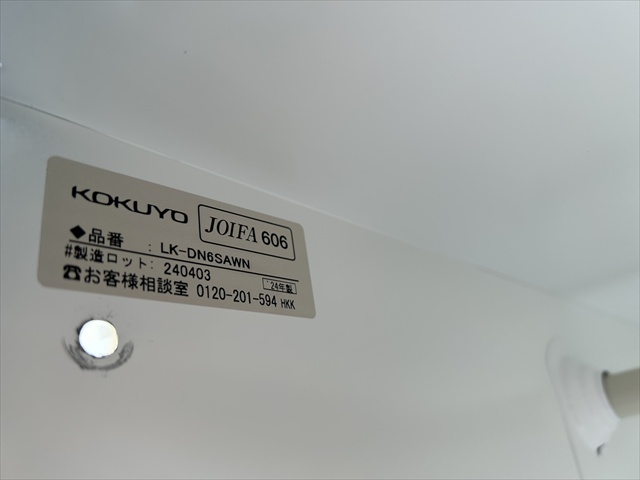 KOKUYO JOIFA 606
◆品番 : LK-DN6SAWN
#製造ロット: 240403 '24年製
☎お客様相談室 0120-201-594 HKK